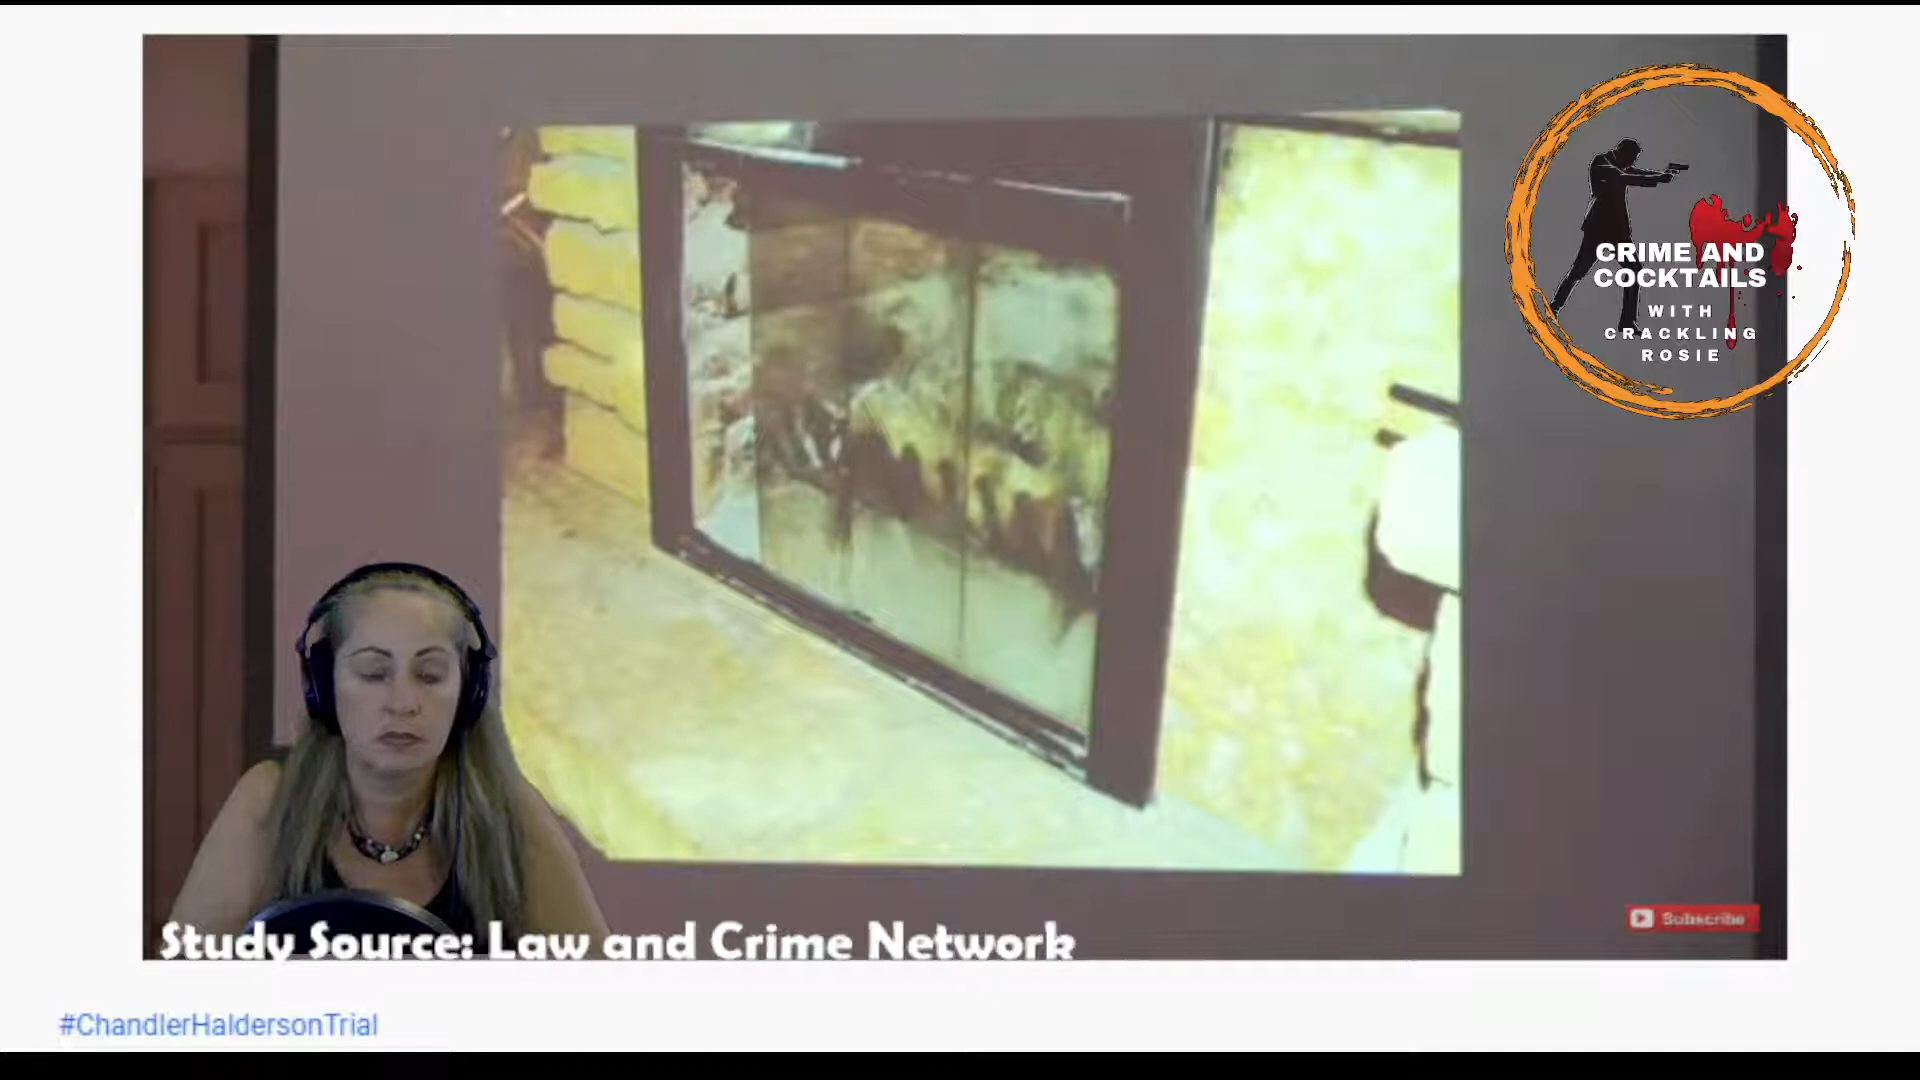 CRIME AND
COCKTAILS
WITH
CRACKLING
ROSIE
Subscribe
Study Source: Law and Crime Network
#ChandlerHaldersonTrial